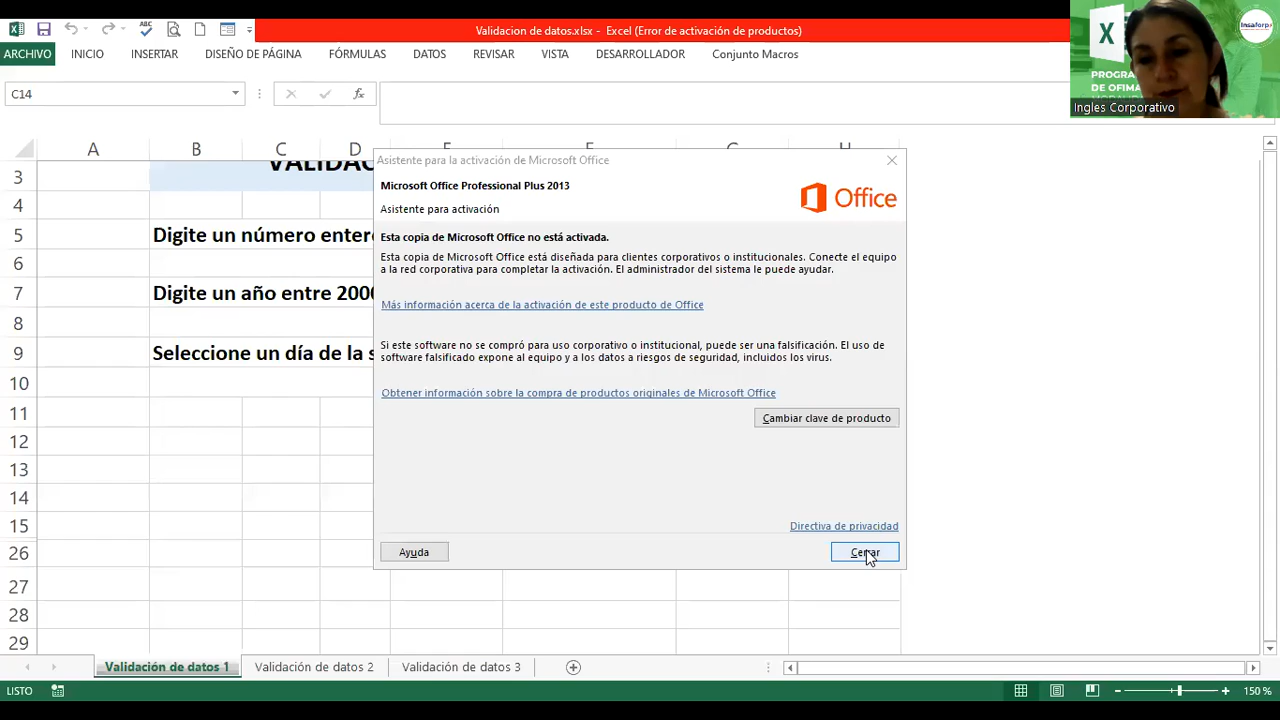 Validacion de datos.xlsx - Excel (Error de activación de productos)
ARCHIVO INICIO INSERTAR DISEÑO DE PÁGINA FÓRMULAS DATOS REVISAR VISTA DESARROLLADOR Conjunto Macros
Insaforp
PROGRA
DE OFIMA
Ingles Corporativo
C14
fx
A B C D E F G H
3
4
5 Digite un número entero
6
7 Digite un año entre 2000
8
9 Seleccione un día de la s
10
11
12
13
14
15
26
27
28
29
Asistente para la activación de Microsoft Office
Microsoft Office Professional Plus 2013
Office
Asistente para activación
Esta copia de Microsoft Office no está activada.
Esta copia de Microsoft Office está diseñada para clientes corporativos o institucionales. Conecte el equipo
a la red corporativa para completar la activación. El administrador del sistema le puede ayudar.
Más información acerca de la activación de este producto de Office
Si este software no se compró para uso corporativo o institucional, puede ser una falsificación. El uso de
software falsificado expone al equipo y a los datos a riesgos de seguridad, incluidos los virus.
Obtener información sobre la compra de productos originales de Microsoft Office
Cambiar clave de producto
Directiva de privacidad
Ayuda
Cerrar
Validación de datos 1 Validación de datos 2 Validación de datos 3
LISTO
150 %